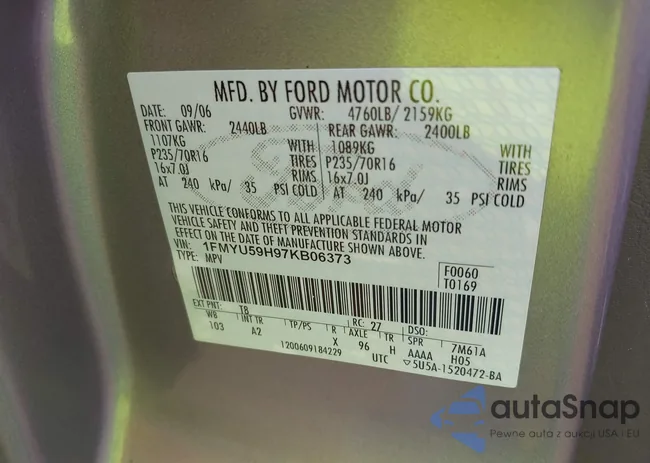 MFD. BY FORD MOTOR CO.
DATE: 09/06 GVWR: 4760LB/ 2159KG
FRONT GAWR: 2440LB REAR GAWR: 2400LB
1107KG WITH 1089KG WITH
P235/70R16 TIRES P235/70R16 TIRES
16x7.0J RIMS 16x7.0J RIMS
AT 240 kPa/ 35 PSI COLD AT 240 kPa/ 35 PSI COLD
Ford
THIS VEHICLE CONFORMS TO ALL APPLICABLE FEDERAL MOTOR
VEHICLE SAFETY AND THEFT PREVENTION STANDARDS IN
EFFECT ON THE DATE OF MANUFACTURE SHOWN ABOVE.
VIN: 1FMYU59H97KB06373
TYPE: MPV
F0060
T0169
EXT PNT: TB RC: 27 DSO:
WB INT TR TP/PS R AXLE TR SPR 7M61A
103 A2 X 96 H AAAA H05
1200609184229 UTC ▽5U5A-1520472-BA
autaSnap
Pewne auta z aukcji USA i EU